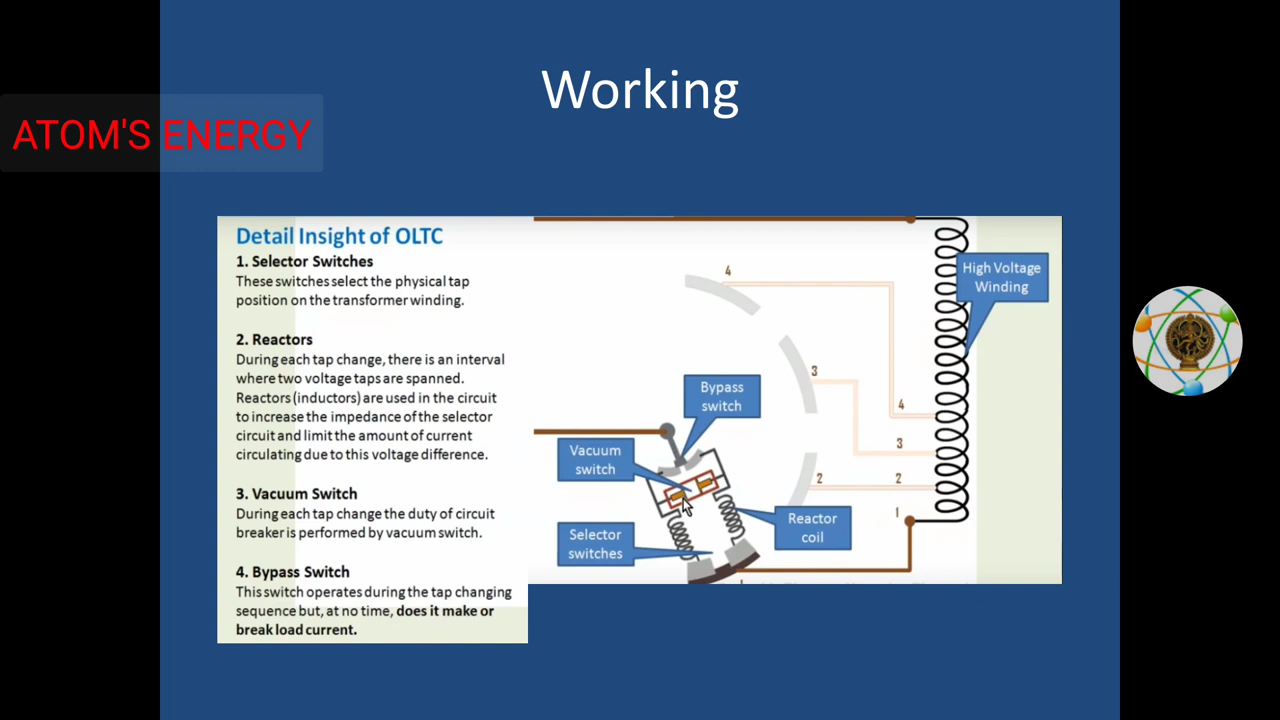 Working
ATOM'S ENERGY
Detail Insight of OLTC
1. Selector Switches
These switches select the physical tap
position on the transformer winding.
2. Reactors
During each tap change, there is an interval
where two voltage taps are spanned.
Reactors (inductors) are used in the circuit
to increase the impedance of the selector
circuit and limit the amount of current
circulating due to this voltage difference.
3. Vacuum Switch
During each tap change the duty of circuit
breaker is performed by vacuum switch.
4. Bypass Switch
This switch operates during the tap changing
sequence but, at no time, does it make or
break load current.
4
High Voltage
Winding
3
Bypass
switch
4
3
Vacuum
switch
2
2
1
Reactor
coil
Selector
switches